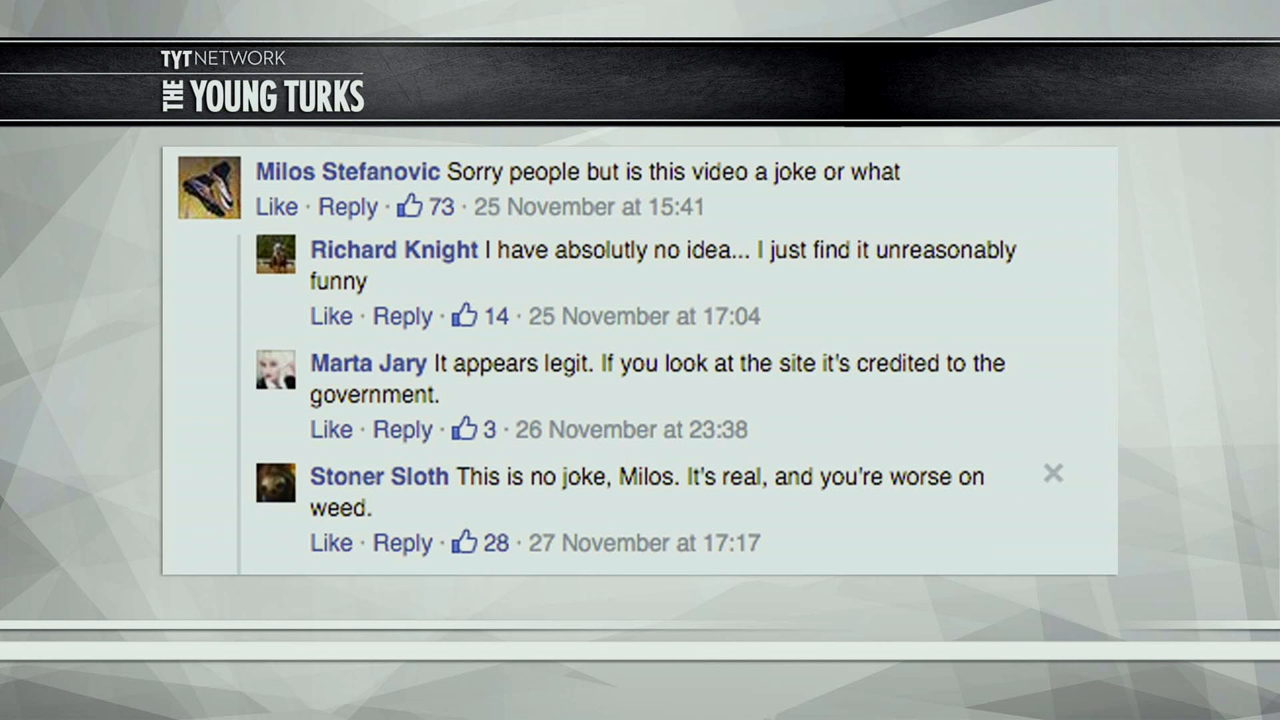 TYT NETWORK
THE YOUNG TURKS
Milos Stefanovic Sorry people but is this video a joke or what
Like · Reply · 73 · 25 November at 15:41
Richard Knight I have absolutly no idea... I just find it unreasonably
funny
Like · Reply · 14 · 25 November at 17:04
Marta Jary It appears legit. If you look at the site it's credited to the
government.
Like · Reply · 3 · 26 November at 23:38
Stoner Sloth This is no joke, Milos. It's real, and you're worse on
weed.
Like · Reply · 28 · 27 November at 17:17